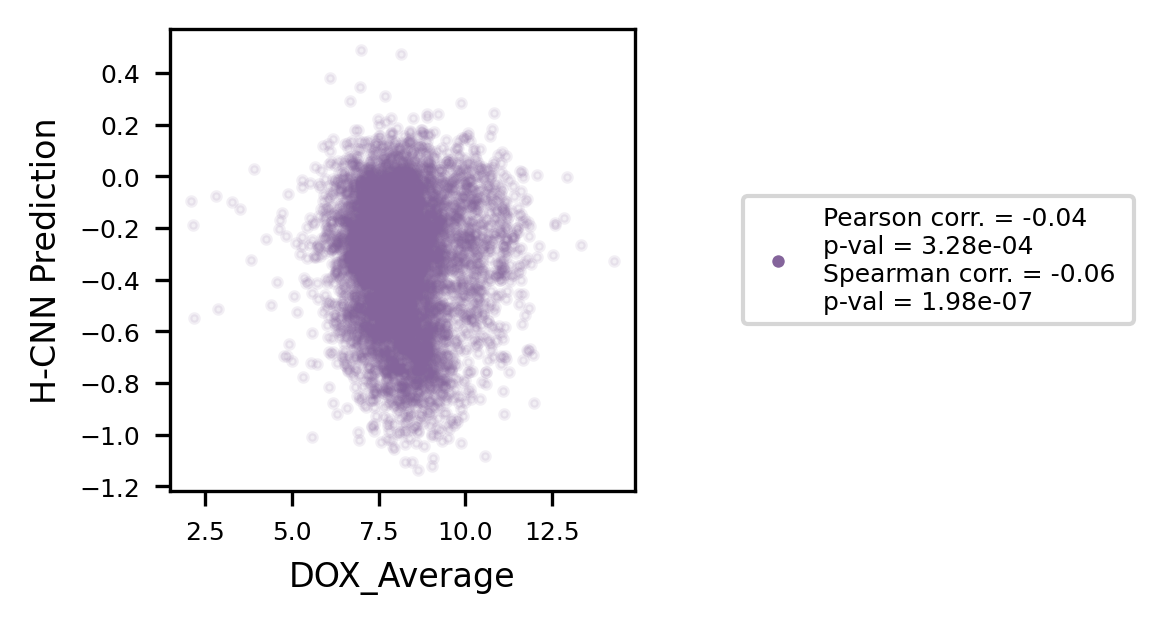 H-CNN Prediction
0.4
0.2
0.0
−0.2
−0.4
−0.6
−0.8
−1.0
−1.2
2.5 5.0 7.5 10.0 12.5
DOX_Average
Pearson corr. = -0.04
p-val = 3.28e-04
Spearman corr. = -0.06
p-val = 1.98e-07